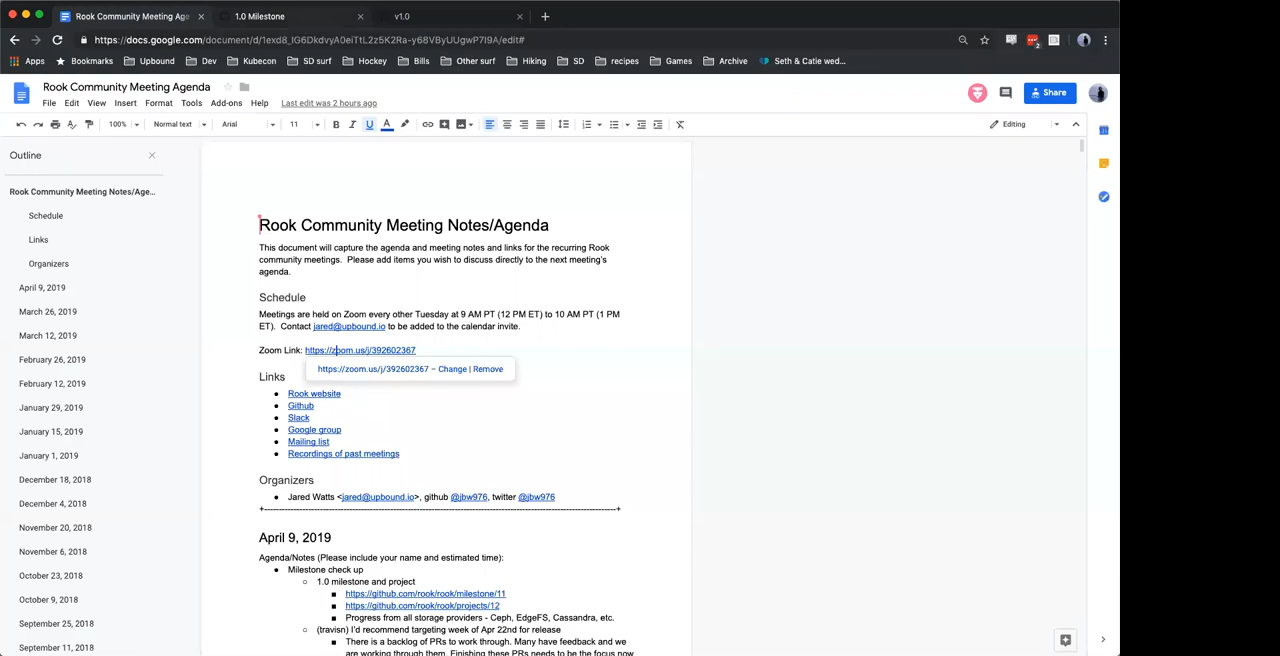 Rook Community Meeting Age
1.0 Milestone
v1.0
https://docs.google.com/document/d/1exd8_IG6DkdvyA0eiTtL2z5K2Ra-y68VByUUgwP7I9A/edit#
Apps Bookmarks Upbound Dev Kubecon SD surf Hockey Bills Other surf Hiking SD recipes Games Archive Seth & Catie wed...
Rook Community Meeting Agenda
File Edit View Insert Format Tools Add-ons Help Last edit was 2 hours ago
Share
100% Normal text Arial 11 B I U A Editing
Outline
Rook Community Meeting Notes/Age...
Schedule
Links
Organizers
April 9, 2019
March 26, 2019
March 12, 2019
February 26, 2019
February 12, 2019
January 29, 2019
January 15, 2019
January 1, 2019
December 18, 2018
December 4, 2018
November 20, 2018
November 6, 2018
October 23, 2018
October 9, 2018
September 25, 2018
September 11, 2018
Rook Community Meeting Notes/Agenda
This document will capture the agenda and meeting notes and links for the recurring Rook
community meetings. Please add items you wish to discuss directly to the next meeting's
agenda.
Schedule
Meetings are held on Zoom every other Tuesday at 9 AM PT (12 PM ET) to 10 AM PT (1 PM
ET). Contact jared@upbound.io to be added to the calendar invite.
Zoom Link: https://zoom.us/j/392602367
https://zoom.us/j/392602367 – Change | Remove
Links
Rook website
Github
Slack
Google group
Mailing list
Recordings of past meetings
Organizers
Jared Watts <jared@upbound.io>, github @jbw976, twitter @jbw976
April 9, 2019
Agenda/Notes (Please include your name and estimated time):
Milestone check up
1.0 milestone and project
https://github.com/rook/rook/milestone/11
https://github.com/rook/rook/projects/12
Progress from all storage providers - Ceph, EdgeFS, Cassandra, etc.
(travisn) I'd recommend targeting week of Apr 22nd for release
There is a backlog of PRs to work through. Many have feedback and we
are working through them. Finishing these PRs needs to be the focus now